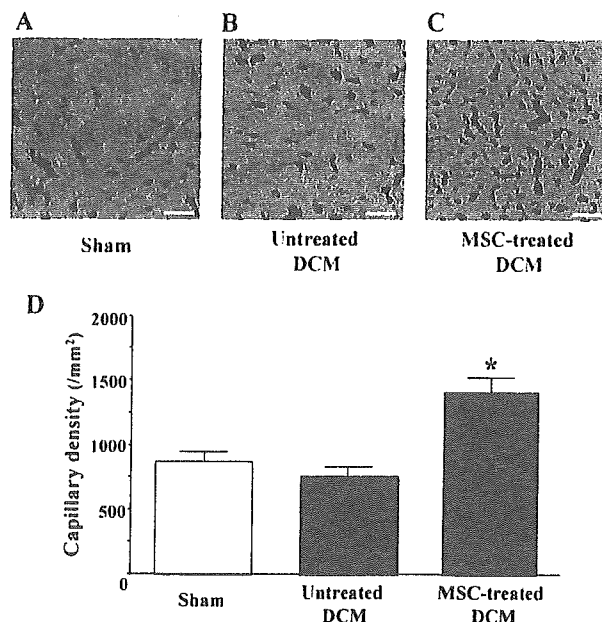 A
B
C
Sham
Untreated
DCM
MSC-treated
DCM
D
2000
1500
1000
500
0
Capillary density (/mm²)
*
Sham
Untreated
DCM
MSC-treated
DCM